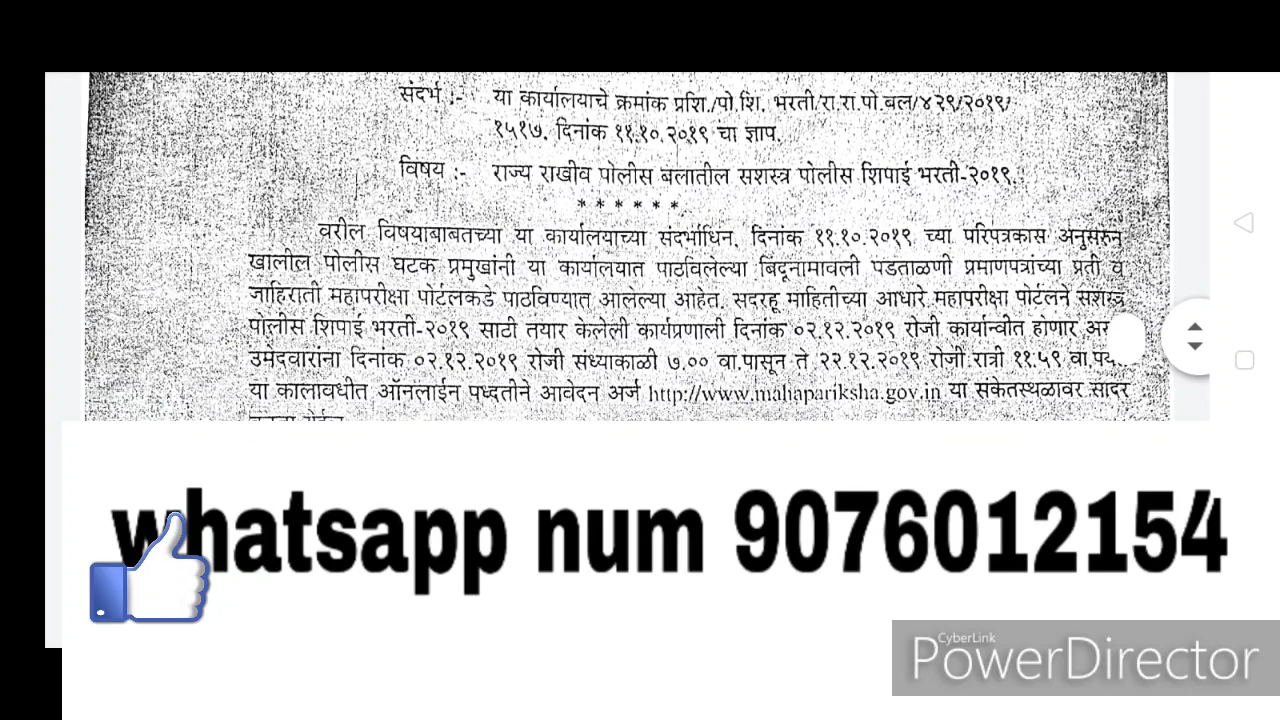 संदर्भ :- या कार्यालयाचे क्रमांक प्रशि./पो.शि. भरती/रा.रा.पो.बल/४२९/२०१९/
१५१७, दिनांक ११.१०.२०१९ चा ज्ञाप.
विषय :- राज्य राखीव पोलीस बलातील सशस्त्र पोलीस शिपाई भरती-२०१९.
* * * * * *
वरील विषयाबाबतच्या या कार्यालयाच्या संदर्भाधिन, दिनांक ११.१०.२०१९ च्या परिपत्रकास अनुसरुन
खालील पोलीस घटक प्रमुखांनी या कार्यालयात पाठविलेल्या बिंदूनामावली पडताळणी प्रमाणपत्रांच्या प्रती व
जाहिराती महापरीक्षा पोर्टलकडे पाठविण्यात आलेल्या आहेत. सदरहू माहितीच्या आधारे महापरीक्षा पोर्टलने सशस्त्र
पोलीस शिपाई भरती-२०१९ साठी तयार केलेली कार्यप्रणाली दिनांक ०२.१२.२०१९ रोजी कार्यान्वीत होणार
उमेदवारांना दिनांक ०२.१२.२०१९ रोजी संध्याकाळी ७.०० वा.पासून ते २२.१२.२०१९ रोजी रात्री ११.५९
या कालावधीत ऑनलाईन पध्दतीने आवेदन अर्ज http://www.mahapariksha.gov.in या संकेतस्थळावर सादर
whatsapp num 9076012154
CyberLink
PowerDirector